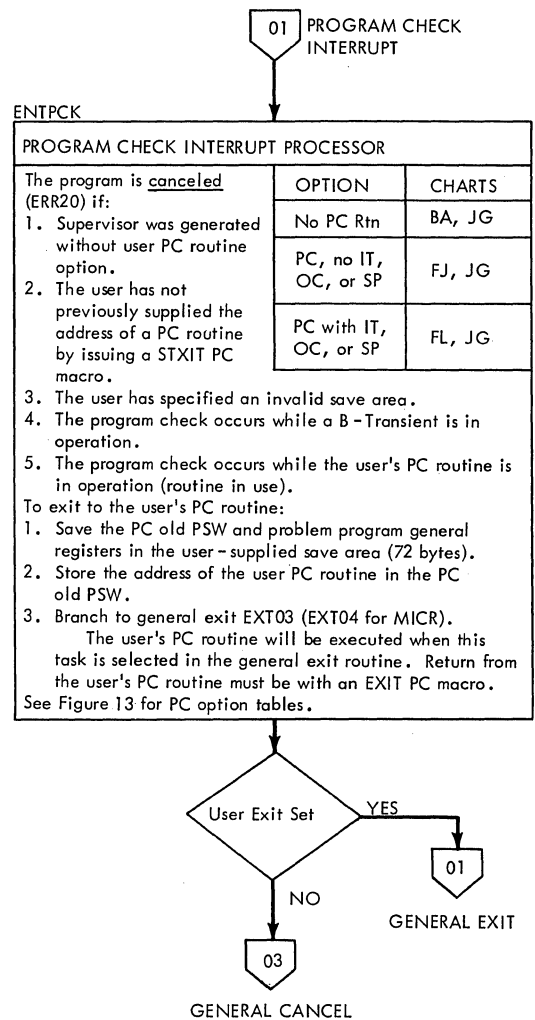 01
PROGRAM CHECK
INTERRUPT
ENTPCK
PROGRAM CHECK INTERRUPT PROCESSOR
The program is canceled
(ERR20) if:
1. Supervisor was generated
without user PC routine
option.
2. The user has not
previously supplied the
address of a PC routine
by issuing a STXIT PC
macro.
OPTION CHARTS
No PC Rtn BA, JG
PC, no IT, FJ, JG
OC, or SP
PC with IT, FL, JG
OC, or SP
3. The user has specified an invalid save area.
4. The program check occurs while a B-Transient is in
operation.
5. The program check occurs while the user's PC routine is
in operation (routine in use).
To exit to the user's PC routine:
1. Save the PC old PSW and problem program general
registers in the user-supplied save area (72 bytes).
2. Store the address of the user PC routine in the PC
old PSW.
3. Branch to general exit EXT03 (EXT04 for MICR).
The user's PC routine will be executed when this
task is selected in the general exit routine. Return from
the user's PC routine must be with an EXIT PC macro.
See Figure 13 for PC option tables.
User Exit Set
YES
01
GENERAL EXIT
NO
03
GENERAL CANCEL